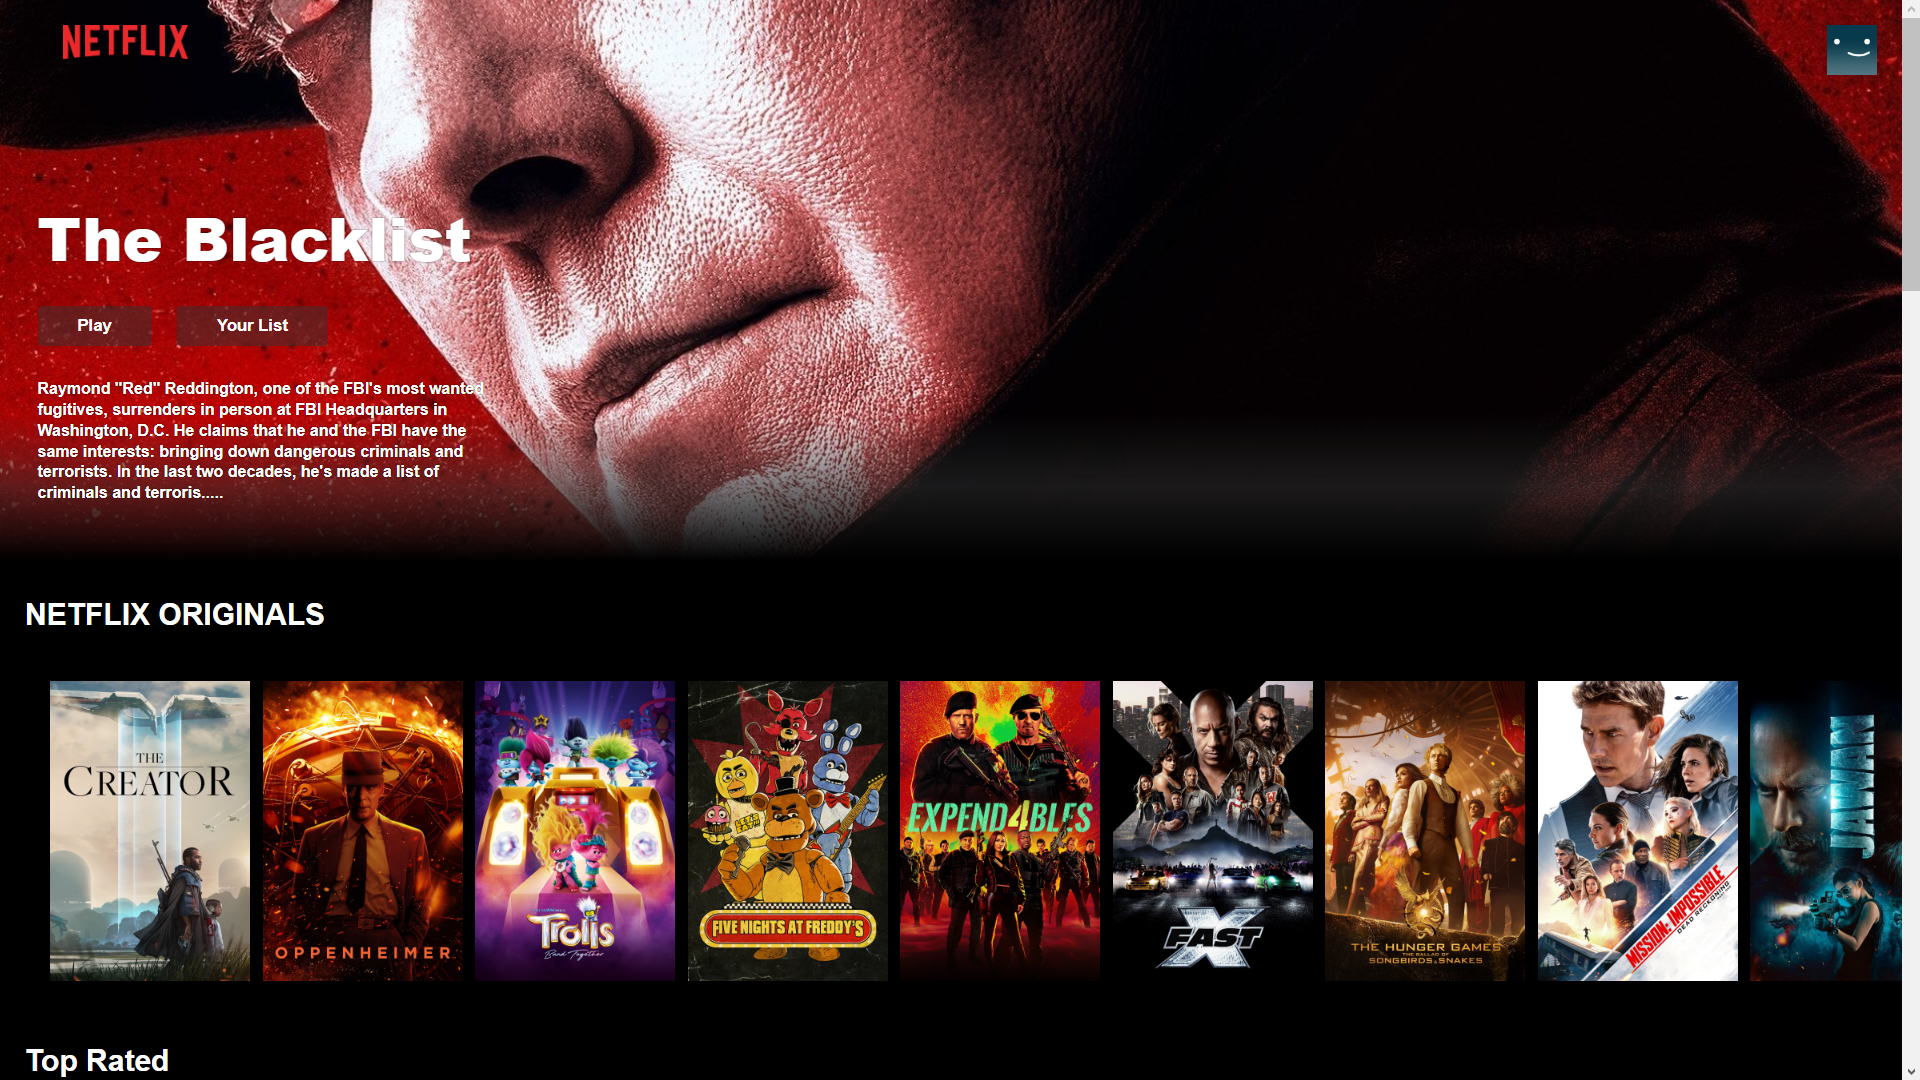 NETFLIX
The Blacklist
Play
Your List
Raymond "Red" Reddington, one of the FBI's most wanted
fugitives, surrenders in person at FBI Headquarters in
Washington, D.C. He claims that he and the FBI have the
same interests: bringing down dangerous criminals and
terrorists. In the last two decades, he's made a list of
criminals and terroris.....
NETFLIX ORIGINALS
THE
CREATOR
OPPENHEIMER
TROLLS
Band Together
LET'S
EAT!!!
FIVE NIGHTS AT FREDDY'S
EXPEND4BLES
FAST
X
THE HUNGER GAMES
THE BALLAD OF
SONGBIRDS & SNAKES
MISSION: IMPOSSIBLE
DEAD RECKONING
JAWAN
Top Rated